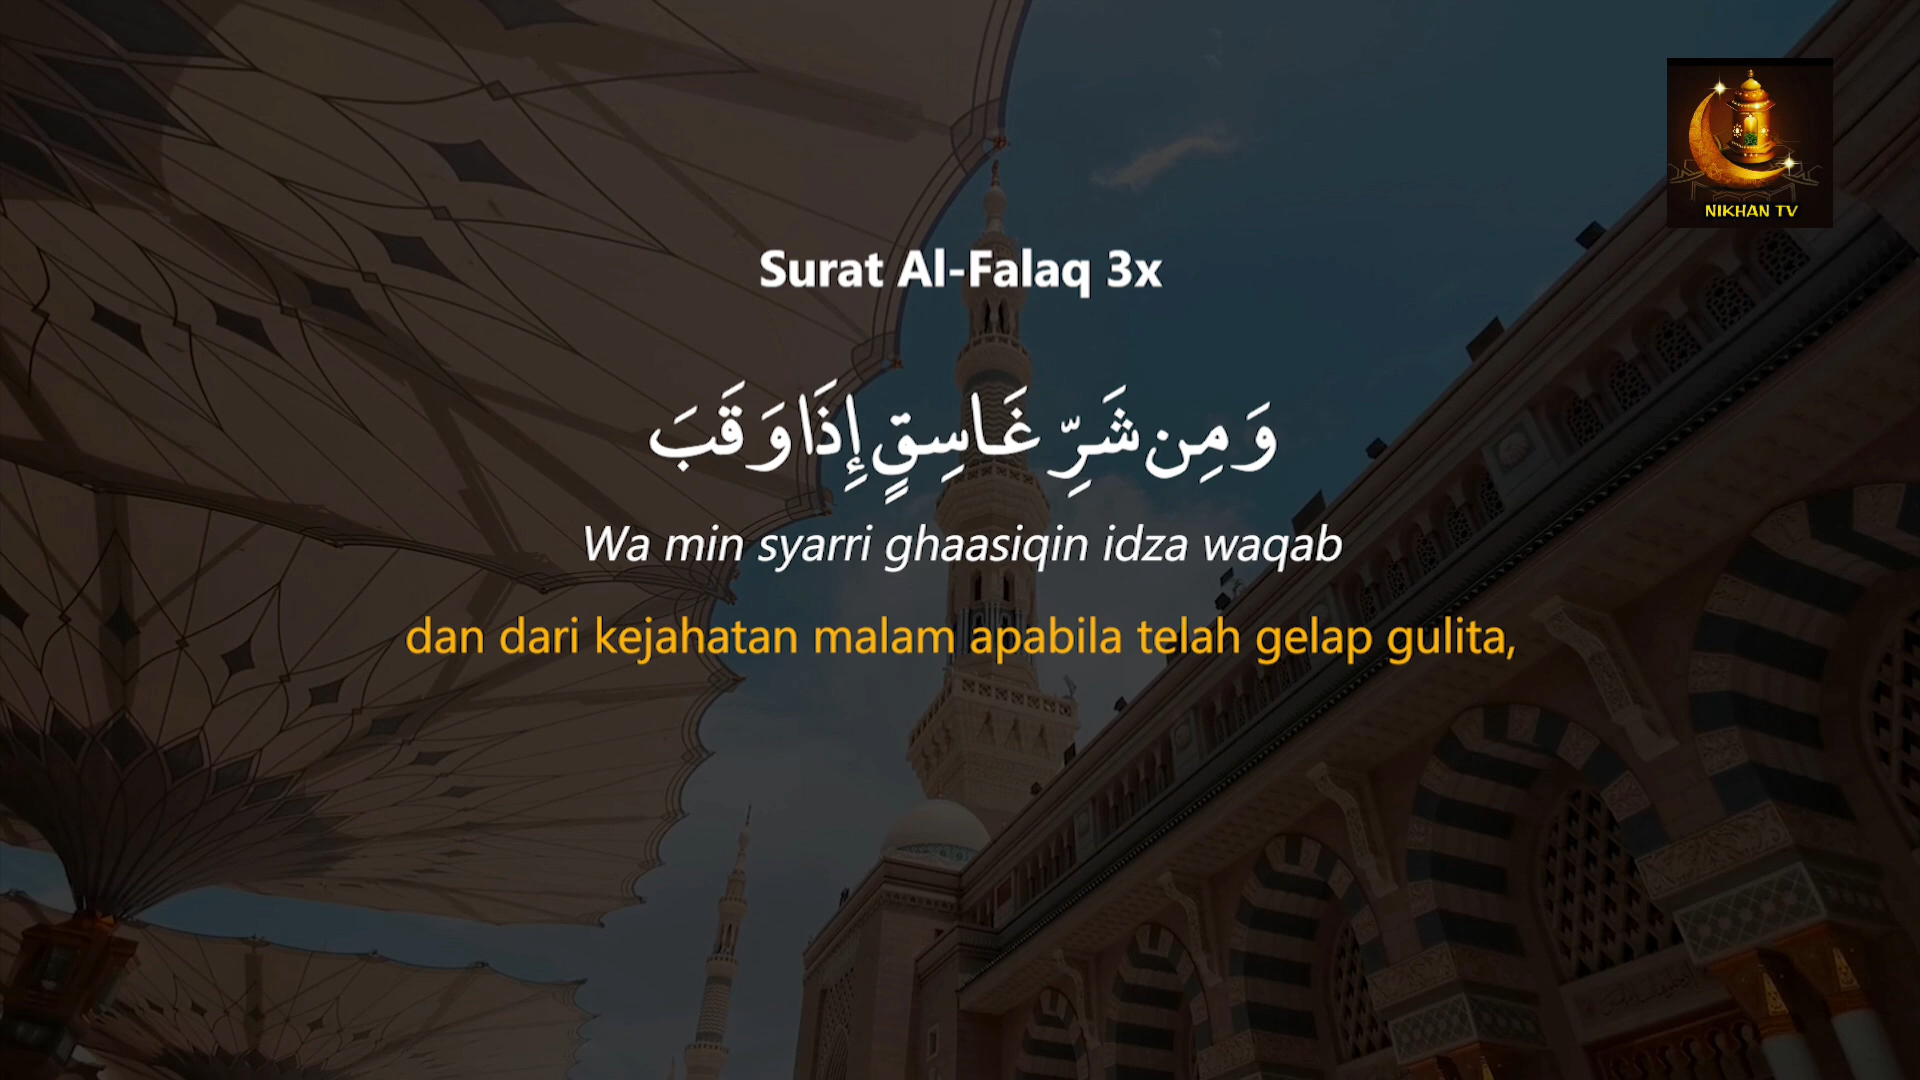 NIKHAN TV
Surat Al-Falaq 3x
وَمِن شَرِّ غَاسِقٍ إِذَا وَقَبَ
Wa min syarri ghaasiqin idza waqab
dan dari kejahatan malam apabila telah gelap gulita,